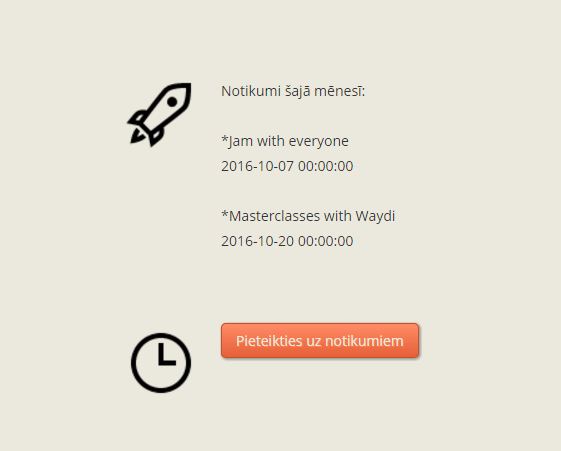 Notikumi šajā mēnesī:
*Jam with everyone
2016-10-07 00:00:00
*Masterclasses with Waydi
2016-10-20 00:00:00
Pieteikties uz notikumiem